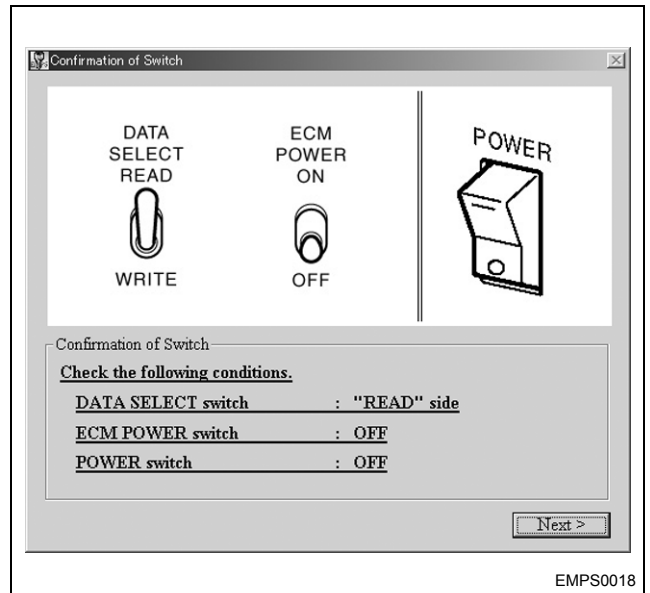 Confirmation of Switch
DATA
SELECT
READ
WRITE
ECM
POWER
ON
OFF
POWER
Confirmation of Switch
Check the following conditions.
DATA SELECT switch : "READ" side
ECM POWER switch : OFF
POWER switch : OFF
Next >
EMPS0018